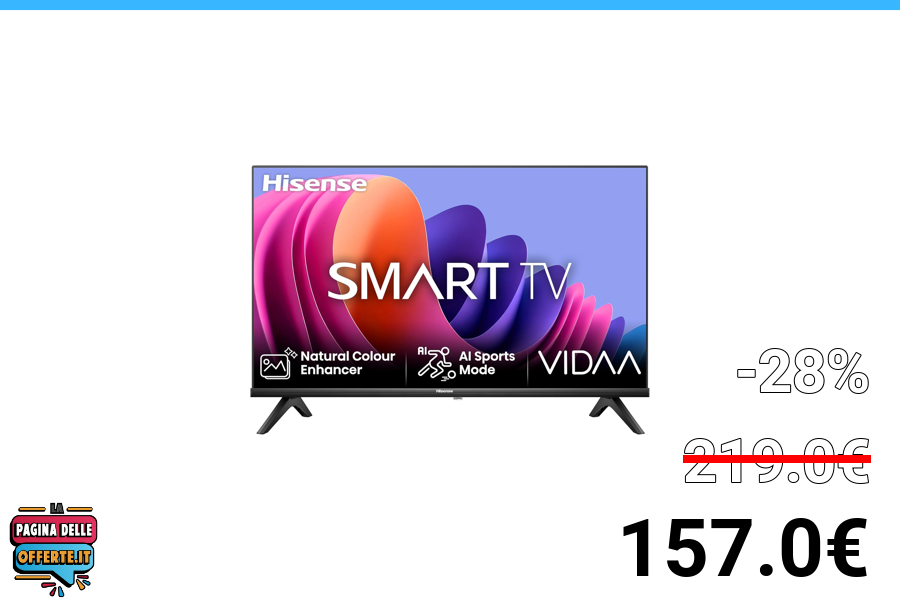 Hisense
SMART TV
Natural Colour
Enhancer
AI
AI Sports
Mode
VIDAA
Hisense
-28%
219.0€
157.0€
LA
PAGINA DELLE
OFFERTE.IT